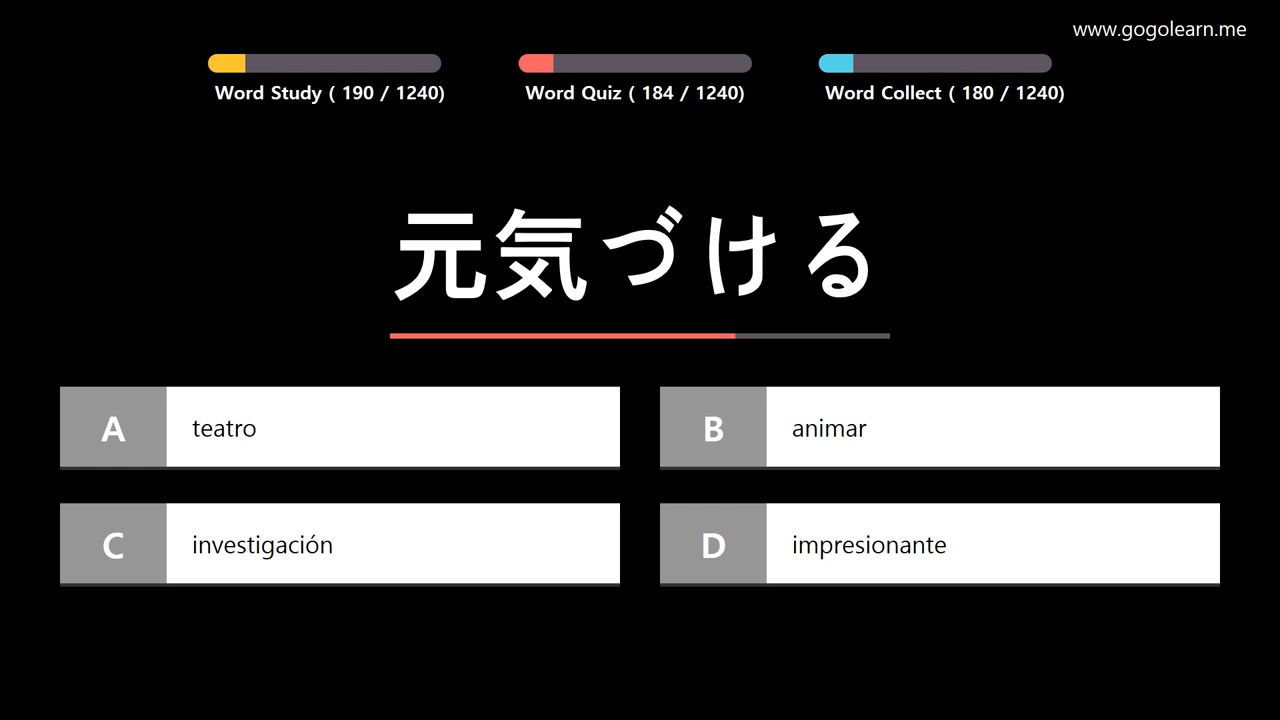 www.gogolearn.me
Word Study ( 190 / 1240)
Word Quiz ( 184 / 1240)
Word Collect ( 180 / 1240)
元気づける
A teatro
B animar
C investigación
D impresionante